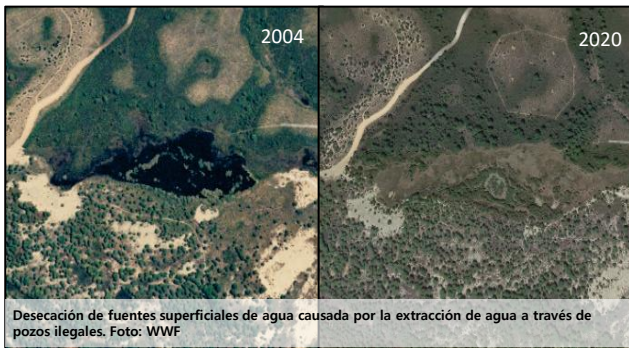 2004
2020
Desecación de fuentes superficiales de agua causada por la extracción de agua a través de
pozos ilegales. Foto: WWF